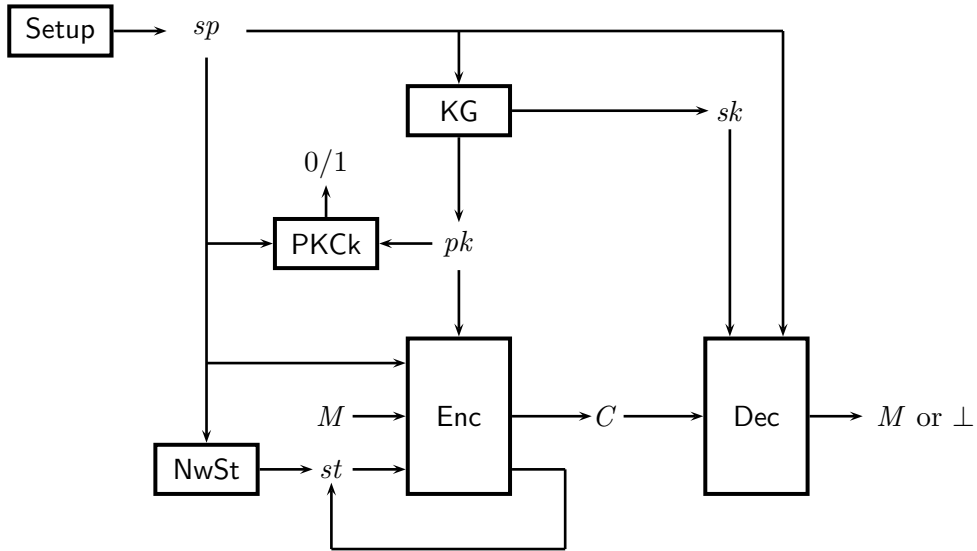 Setup
sp
KG
sk
0/1
PKCk
pk
M
Enc
C
Dec
M or ⊥
NwSt
st